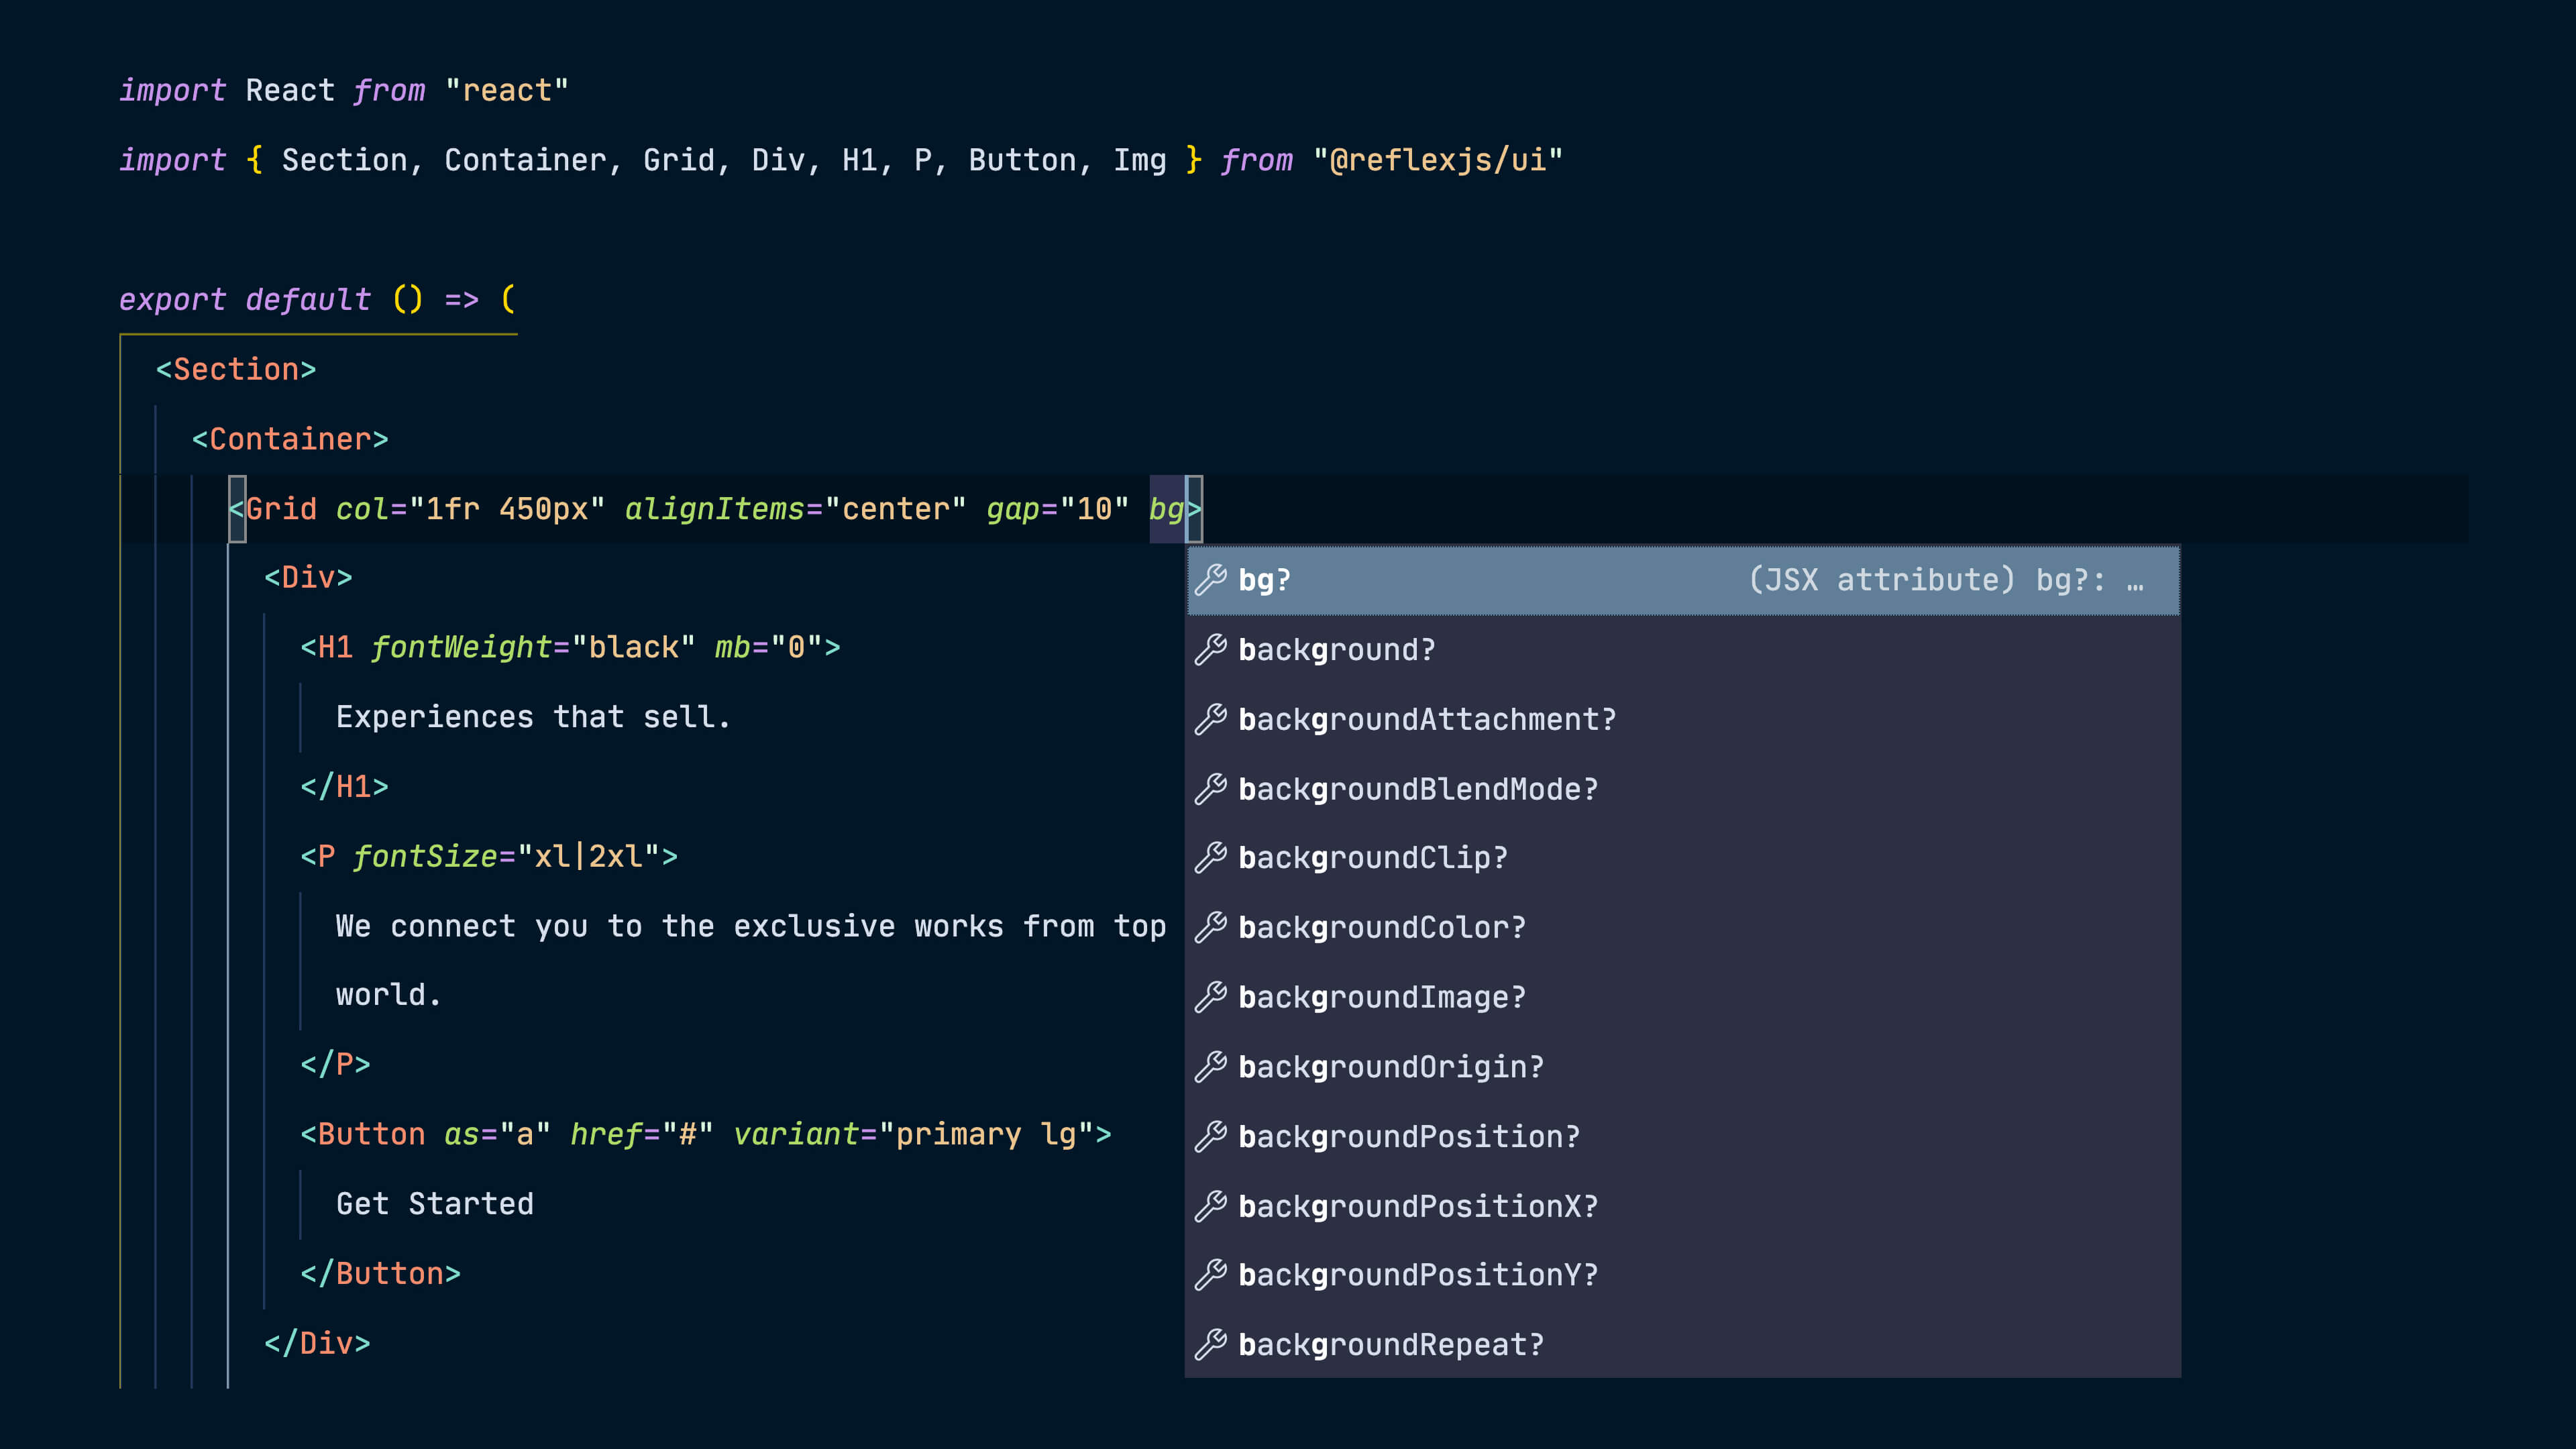 import React from "react"
import { Section, Container, Grid, Div, H1, P, Button, Img } from "@reflexjs/ui"
export default () => (
<Section>
<Container>
<Grid col="1fr 450px" alignItems="center" gap="10" bg>
<Div>
<H1 fontWeight="black" mb="0">
Experiences that sell.
</H1>
<P fontSize="xl|2xl">
We connect you to the exclusive works from top
world.
</P>
<Button as="a" href="#" variant="primary lg">
Get Started
</Button>
</Div>
bg? (JSX attribute) bg?: …
background?
backgroundAttachment?
backgroundBlendMode?
backgroundClip?
backgroundColor?
backgroundImage?
backgroundOrigin?
backgroundPosition?
backgroundPositionX?
backgroundPositionY?
backgroundRepeat?